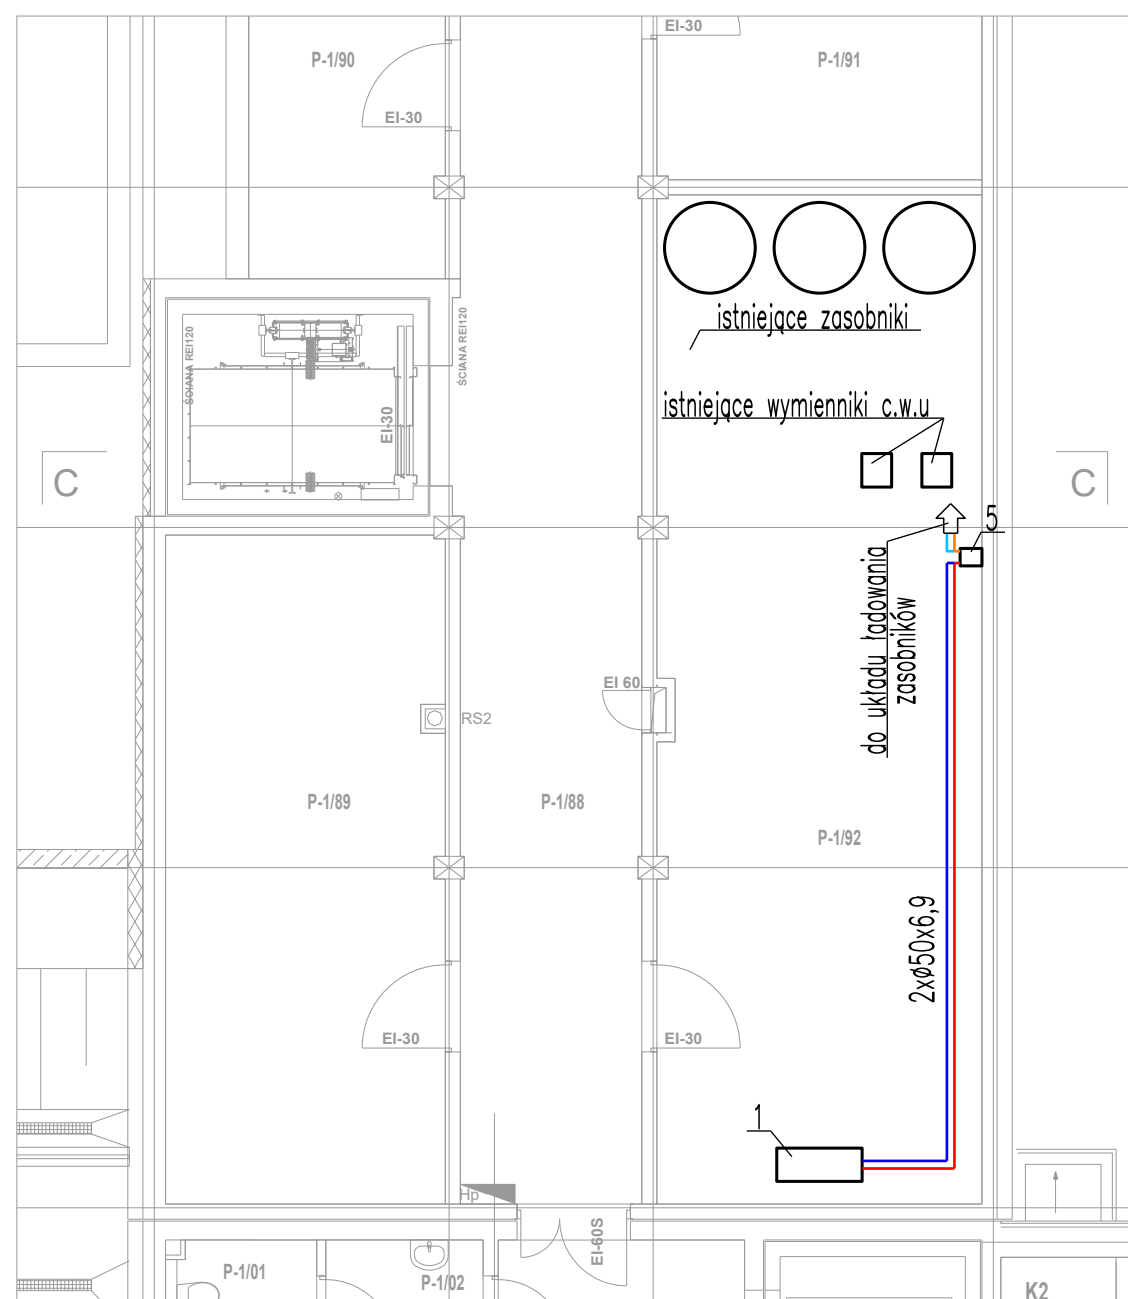 EI-30
P-1/90
P-1/91
EI-30
istniejące zasobniki
ŚCIANA REI120
ŚCIANA REI120
EI-30
istniejące wymienniki c.w.u
C
C
5
do układu ładowania
zasobników
EI 60
RS2
P-1/89
P-1/88
P-1/92
2xø50x6,9
EI-30
EI-30
1
Hp
EI-60S
P-1/01
P-1/02
K2